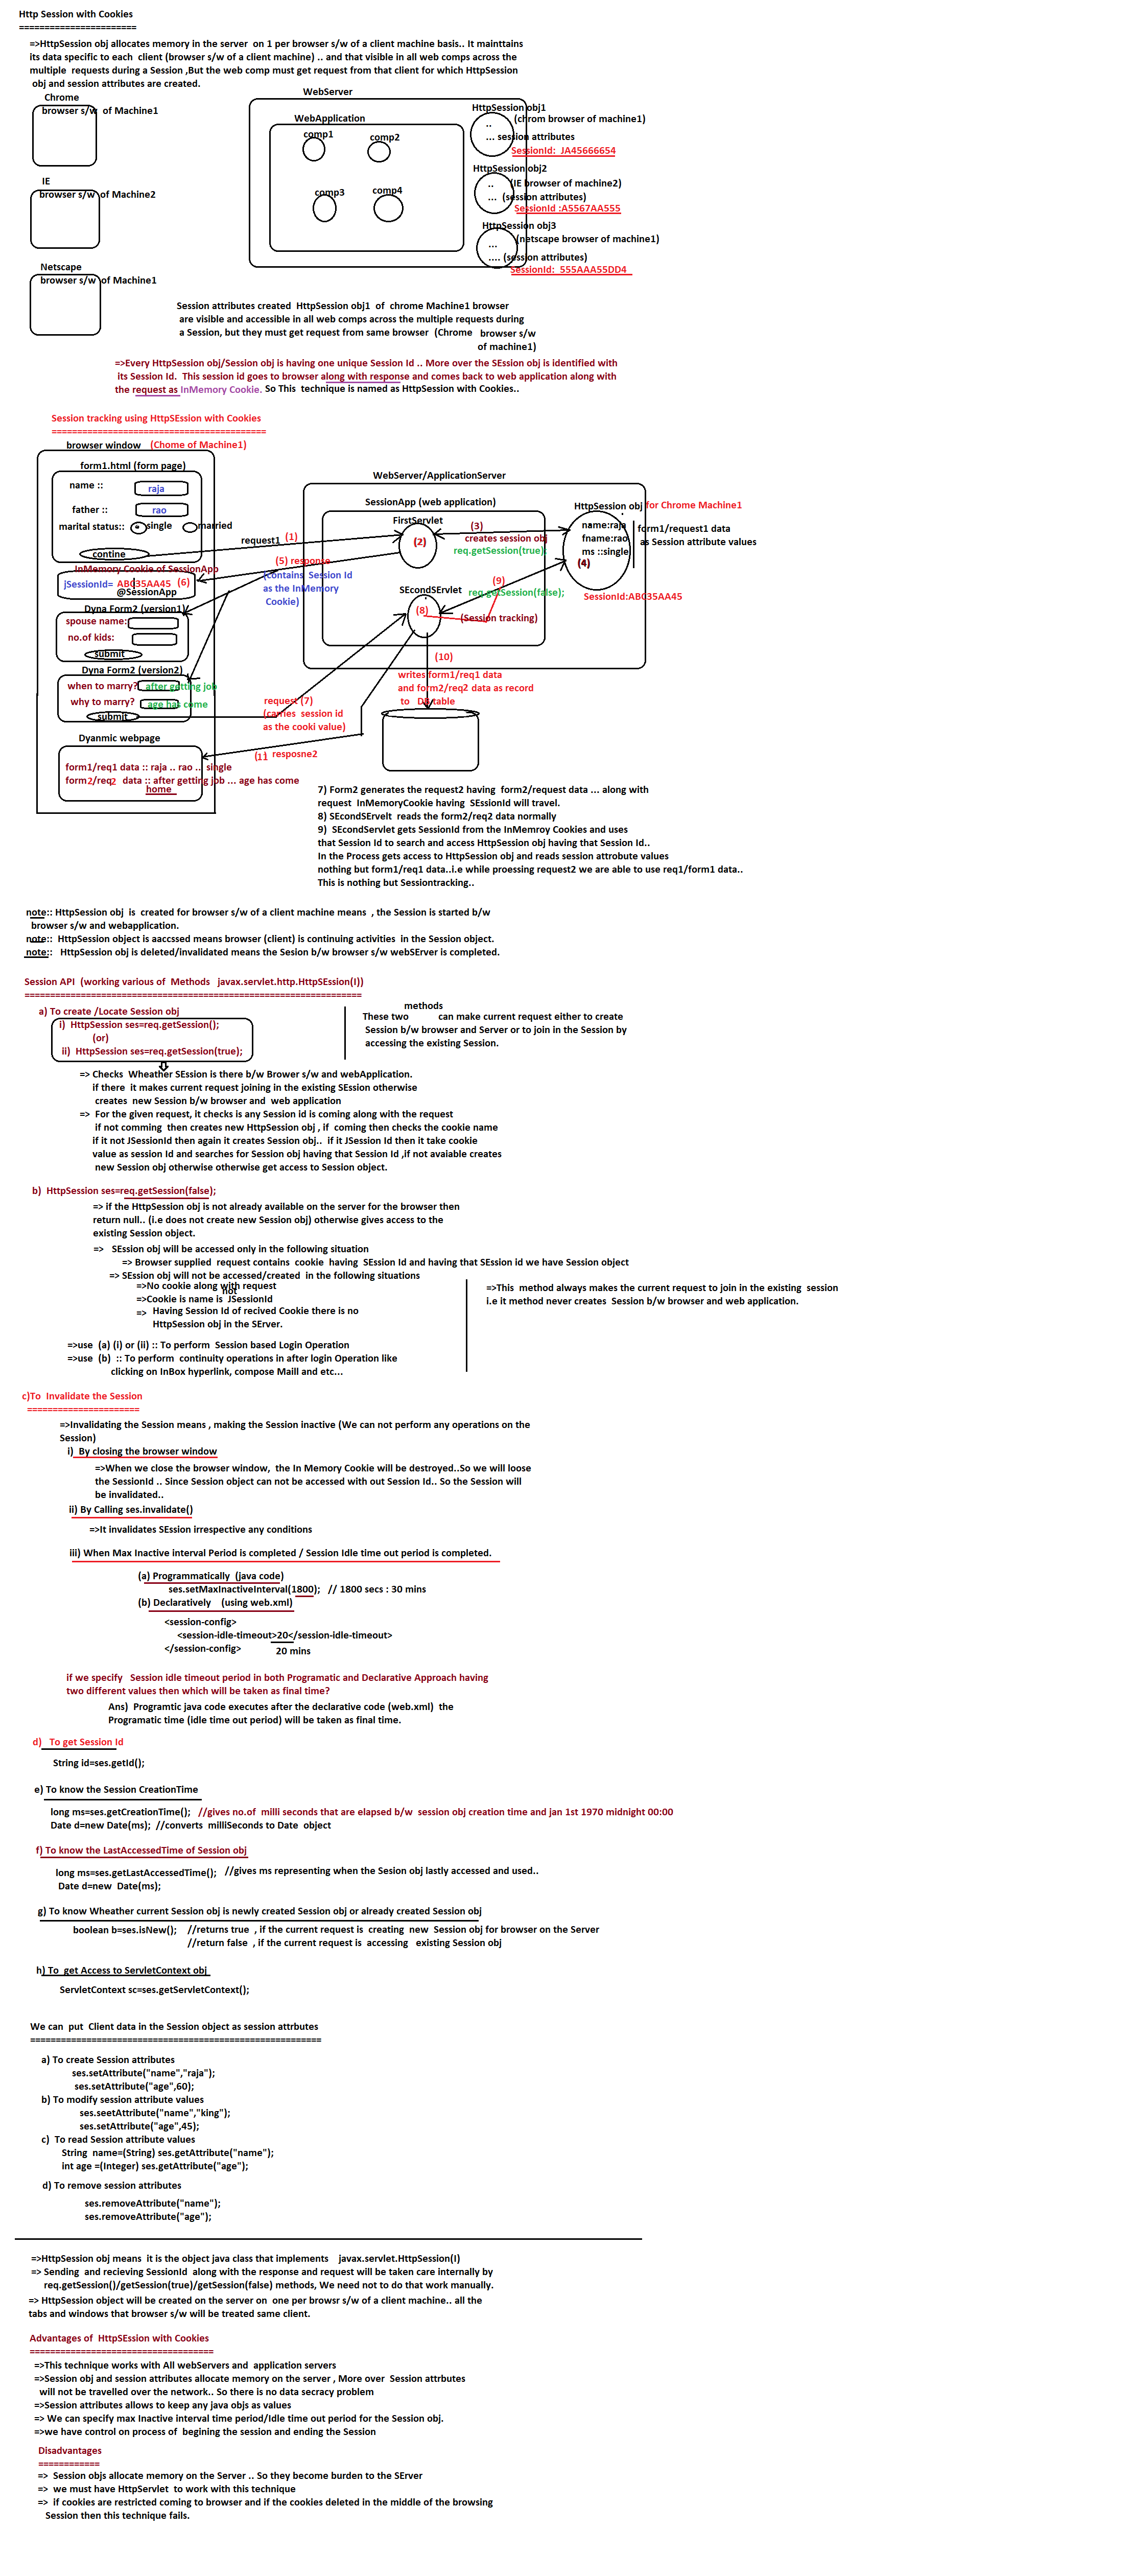 Http Session with Cookies
=======================
=>HttpSession obj allocates memory in the server on 1 per browser s/w of a client machine basis.. It mainttains
its data specific to each client (browser s/w of a client machine) .. and that visible in all web comps across the
multiple requests during a Session ,But the web comp must get request from that client for which HttpSession
obj and session attributes are created.
Chrome
browser s/w of Machine1
IE
browser s/w of Machine2
Netscape
browser s/w of Machine1
WebServer
WebApplication
comp1
comp2
comp3
comp4
HttpSession obj1
(chrom browser of machine1)
..
... session attributes
SessionId: JA45666654
HttpSession obj2
.. (IE browser of machine2)
... (session attributes)
SessionId :A5567AA555
HttpSession obj3
(netscape browser of machine1)
...
.... (session attributes)
SessionId: 555AAA55DD4
Session attributes created HttpSession obj1 of chrome Machine1 browser
are visible and accessible in all web comps across the multiple requests during
a Session, but they must get request from same browser (Chrome browser s/w
of machine1)
=>Every HttpSession obj/Session obj is having one unique Session Id .. More over the SEssion obj is identified with
its Session Id. This session id goes to browser along with response and comes back to web application along with
the request as InMemory Cookie. So This technique is named as HttpSession with Cookies..
Session tracking using HttpSEssion with Cookies
==========================================
browser window (Chome of Machine1)
form1.html (form page)
name :: raja
father :: rao
marital status:: single married
contine
InMemory Cookie of SessionApp
jSessionId= ABC35AA45 (6)
@SessionApp
Dyna Form2 (version1)
spouse name:
no.of kids:
submit
Dyna Form2 (version2)
when to marry? after getting job
why to marry? age has come
submit
Dyanmic webpage
form1/req1 data :: raja .. rao .. single
form2/req2 data :: after getting job ... age has come
home
request1 (1)
(5) response
(contains Session Id
as the InMemory
Cookie)
request (7)
(carries session id
as the cooki value)
(11 resposne2
WebServer/ApplicationServer
SessionApp (web application)
FirstServlet
(2)
(3)
creates session obj
req.getSession(true);
SEcondSErvlet
(8)
(9)
req.getSession(false);
(Session tracking)
HttpSession obj for Chrome Machine1
name:raja
fname:rao
ms ::single
(4)
form1/request1 data
as Session attribute values
SessionId:ABC35AA45
(10)
writes form1/req1 data
and form2/req2 data as record
to DB table
7) Form2 generates the request2 having form2/request data ... along with
request InMemoryCookie having SEssionId will travel.
8) SEcondSErvelt reads the form2/req2 data normally
9) SEcondServlet gets SessionId from the InMemroy Cookies and uses
that Session Id to search and access HttpSession obj having that Session Id..
In the Process gets access to HttpSession obj and reads session attrobute values
nothing but form1/req1 data..i.e while proessing request2 we are able to use req1/form1 data..
This is nothing but Sessiontracking..
note:: HttpSession obj is created for browser s/w of a client machine means , the Session is started b/w
browser s/w and webapplication.
note:: HttpSession object is aaccssed means browser (client) is continuing activities in the Session object.
note:: HttpSession obj is deleted/invalidated means the Sesion b/w browser s/w webSErver is completed.
Session API (working various of Methods javax.servlet.http.HttpSEssion(I))
==================================================================
a) To create /Locate Session obj
i) HttpSession ses=req.getSession();
(or)
ii) HttpSession ses=req.getSession(true);
methods
These two can make current request either to create
Session b/w browser and Server or to join in the Session by
accessing the existing Session.
=> Checks Wheather SEssion is there b/w Brower s/w and webApplication.
if there it makes current request joining in the existing SEssion otherwise
creates new Session b/w browser and web application
=> For the given request, it checks is any Session id is coming along with the request
if not comming then creates new HttpSession obj , if coming then checks the cookie name
if it not JSessionId then again it creates Session obj.. if it JSession Id then it take cookie
value as session Id and searches for Session obj having that Session Id ,if not avaiable creates
new Session obj otherwise otherwise get access to Session object.
b) HttpSession ses=req.getSession(false);
=> if the HttpSession obj is not already available on the server for the browser then
return null.. (i.e does not create new Session obj) otherwise gives access to the
existing Session object.
=> SEssion obj will be accessed only in the following situation
=> Browser supplied request contains cookie having SEssion Id and having that SEssion id we have Session object
=> SEssion obj will not be accessed/created in the following situations
=>No cookie along with request
not
=>Cookie is name is JSessionId
=> Having Session Id of recived Cookie there is no
HttpSession obj in the SErver.
=>This method always makes the current request to join in the existing session
i.e it method never creates Session b/w browser and web application.
=>use (a) (i) or (ii) :: To perform Session based Login Operation
=>use (b) :: To perform continuity operations in after login Operation like
clicking on InBox hyperlink, compose Maill and etc...
c)To Invalidate the Session
======================
=>Invalidating the Session means , making the Session inactive (We can not perform any operations on the
Session)
i) By closing the browser window
=>When we close the browser window, the In Memory Cookie will be destroyed..So we will loose
the SessionId .. Since Session object can not be accessed with out Session Id.. So the Session will
be invalidated..
ii) By Calling ses.invalidate()
=>It invalidates SEssion irrespective any conditions
iii) When Max Inactive interval Period is completed / Session Idle time out period is completed.
(a) Programmatically (java code)
ses.setMaxInactiveInterval(1800); // 1800 secs : 30 mins
(b) Declaratively (using web.xml)
<session-config>
<session-idle-timeout>20</session-idle-timeout>
</session-config> 20 mins
if we specify Session idle timeout period in both Programatic and Declarative Approach having
two different values then which will be taken as final time?
Ans) Programtic java code executes after the declarative code (web.xml) the
Programatic time (idle time out period) will be taken as final time.
d) To get Session Id
String id=ses.getId();
e) To know the Session CreationTime
long ms=ses.getCreationTime(); //gives no.of milli seconds that are elapsed b/w session obj creation time and jan 1st 1970 midnight 00:00
Date d=new Date(ms); //converts milliSeconds to Date object
f) To know the LastAccessedTime of Session obj
long ms=ses.getLastAccessedTime(); //gives ms representing when the Sesion obj lastly accessed and used..
Date d=new Date(ms);
g) To know Wheather current Session obj is newly created Session obj or already created Session obj
boolean b=ses.isNew(); //returns true , if the current request is creating new Session obj for browser on the Server
//return false , if the current request is accessing existing Session obj
h) To get Access to ServletContext obj
ServletContext sc=ses.getServletContext();
We can put Client data in the Session object as session attrbutes
=========================================================
a) To create Session attributes
ses.setAttribute("name","raja");
ses.setAttribute("age",60);
b) To modify session attribute values
ses.seetAttribute("name","king");
ses.setAttribute("age",45);
c) To read Session attribute values
String name=(String) ses.getAttribute("name");
int age =(Integer) ses.getAttribute("age");
d) To remove session attributes
ses.removeAttribute("name");
ses.removeAttribute("age");
=>HttpSession obj means it is the object java class that implements javax.servlet.HttpSession(I)
=> Sending and recieving SessionId along with the response and request will be taken care internally by
req.getSession()/getSession(true)/getSession(false) methods, We need not to do that work manually.
=> HttpSession object will be created on the server on one per browsr s/w of a client machine.. all the
tabs and windows that browser s/w will be treated same client.
Advantages of HttpSEssion with Cookies
====================================
=>This technique works with All webServers and application servers
=>Session obj and session attributes allocate memory on the server , More over Session attrbutes
will not be travelled over the network.. So there is no data secracy problem
=>Session attributes allows to keep any java objs as values
=> We can specify max Inactive interval time period/Idle time out period for the Session obj.
=>we have control on process of begining the session and ending the Session
Disadvantages
============
=> Session objs allocate memory on the Server .. So they become burden to the SErver
=> we must have HttpServlet to work with this technique
=> if cookies are restricted coming to browser and if the cookies deleted in the middle of the browsing
Session then this technique fails.